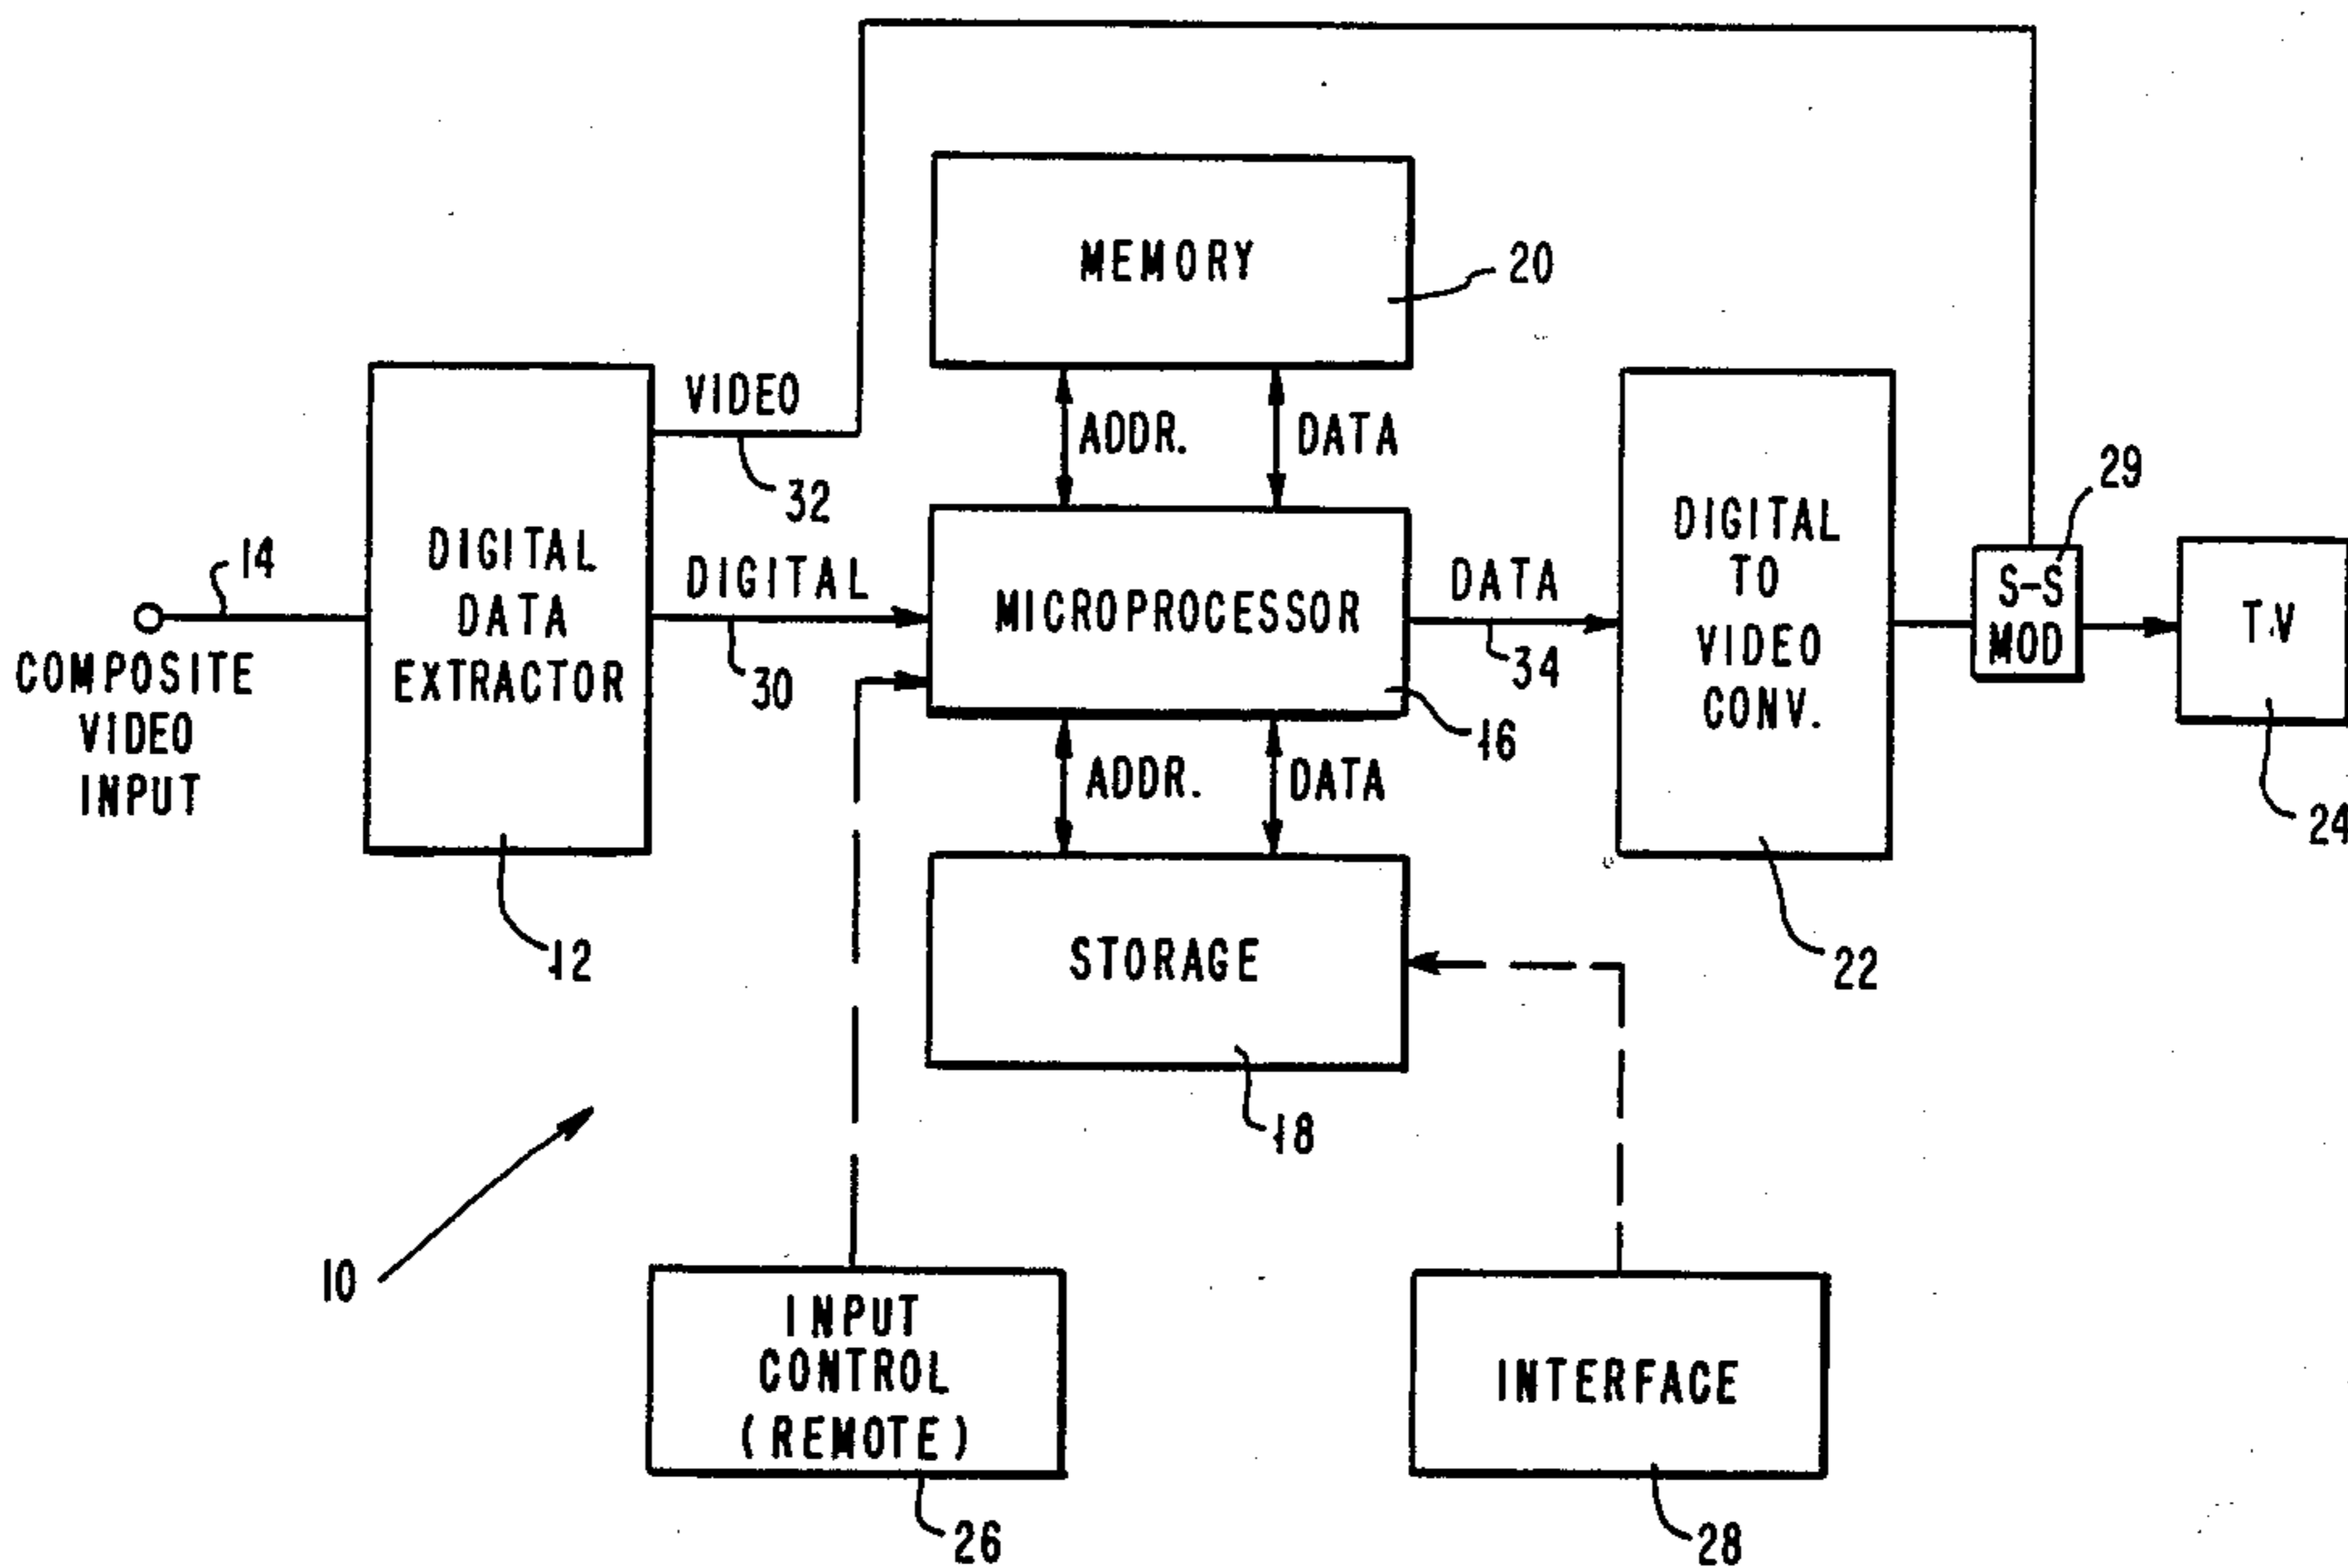 MEMORY
20
VIDEO
32
ADDR.
DATA
29
14
DIGITAL
DATA
EXTRACTOR
DIGITAL
30
MICROPROCESSOR
16
DATA
34
DIGITAL
TO
VIDEO
CONV.
S-S
MOD
TV
24
COMPOSITE
VIDEO
INPUT
ADDR.
DATA
12
STORAGE
22
18
10
INPUT
CONTROL
(REMOTE)
26
INTERFACE
28